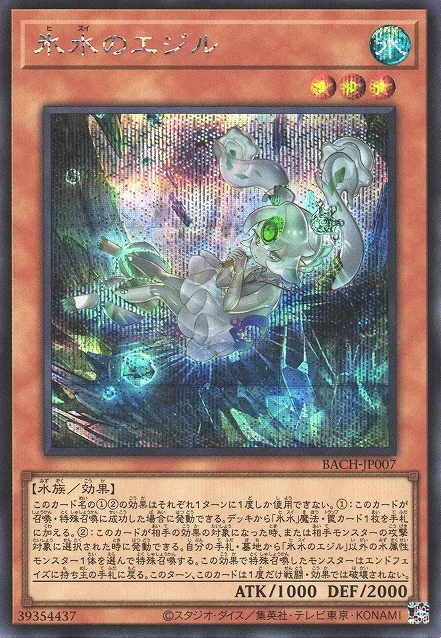 氷水のエジル
水
BACH-JP007
【水族／効果】
このカード名の①②の効果はそれぞれ1ターンに1度しか使用できない。①：このカードが
召喚・特殊召喚に成功した場合に発動できる。デッキから「氷水」魔法・罠カード1枚を手札
に加える。②：このカードが相手の効果の対象になった時、または相手モンスターの攻撃
対象に選択された時に発動できる。自分の手札・墓地から「氷水のエジル」以外の水属性
モンスター1体を選んで特殊召喚する。この効果で特殊召喚したモンスターはエンドフ
ェイズに持ち主の手札に戻る。このターン、このカードは1度だけ戦闘・効果では破壊されない。
ATK/1000 DEF/2000
39354437 ©スタジオ・ダイス／集英社・テレビ東京・KONAMI